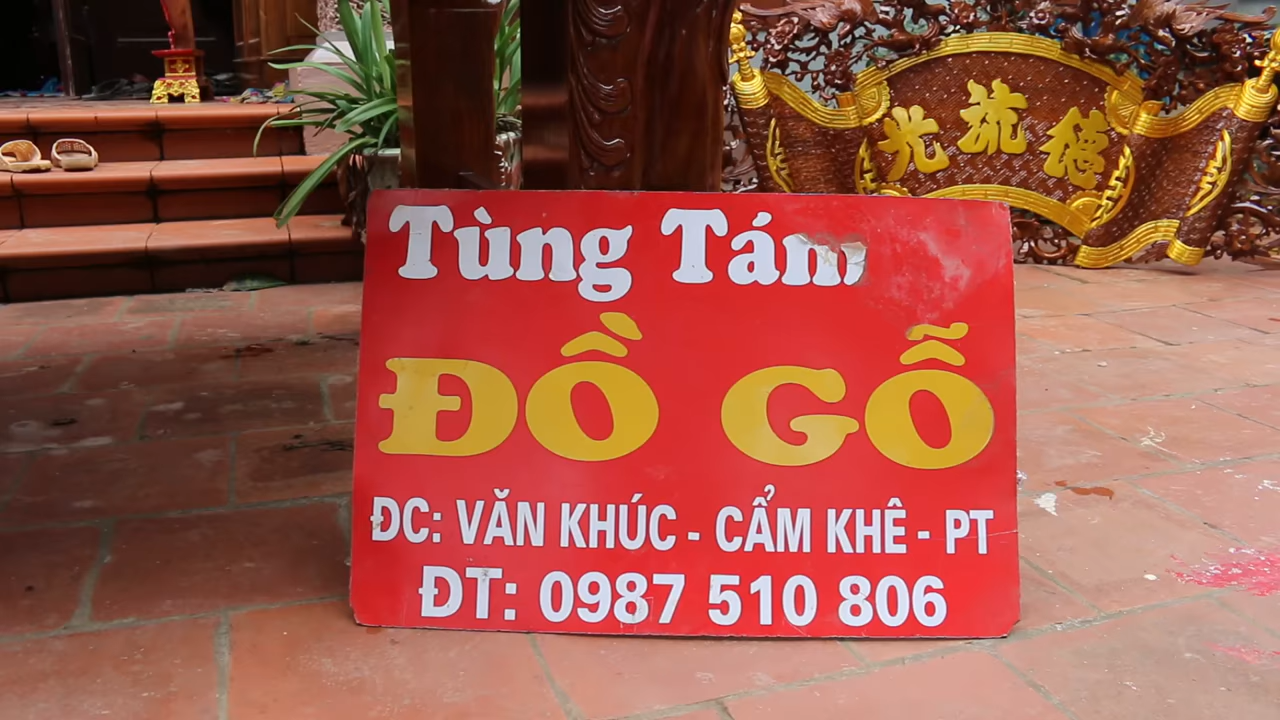 德流光
Tùng Tám
ĐỒ GỖ
ĐC: VĂN KHÚC - CẨM KHÊ - PT
ĐT: 0987 510 806